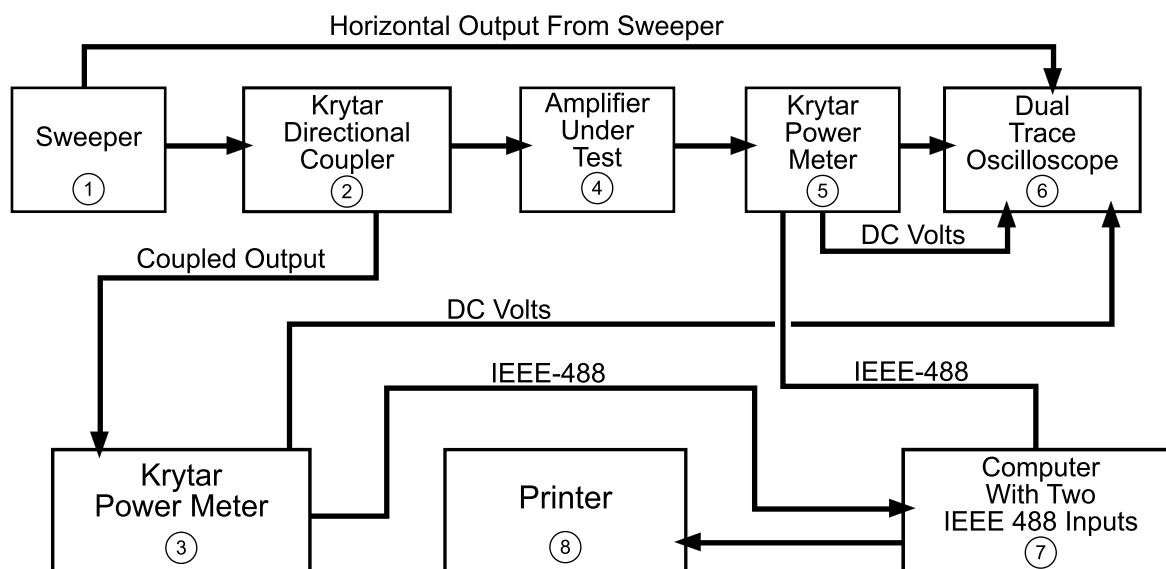 Horizontal Output From Sweeper
Sweeper
1
Krytar
Directional
Coupler
2
Amplifier
Under
Test
4
Krytar
Power
Meter
5
Dual
Trace
Oscilloscope
6
DC Volts
Coupled Output
DC Volts
IEEE-488
IEEE-488
Krytar
Power Meter
3
Printer
8
Computer
With Two
IEEE 488 Inputs
7